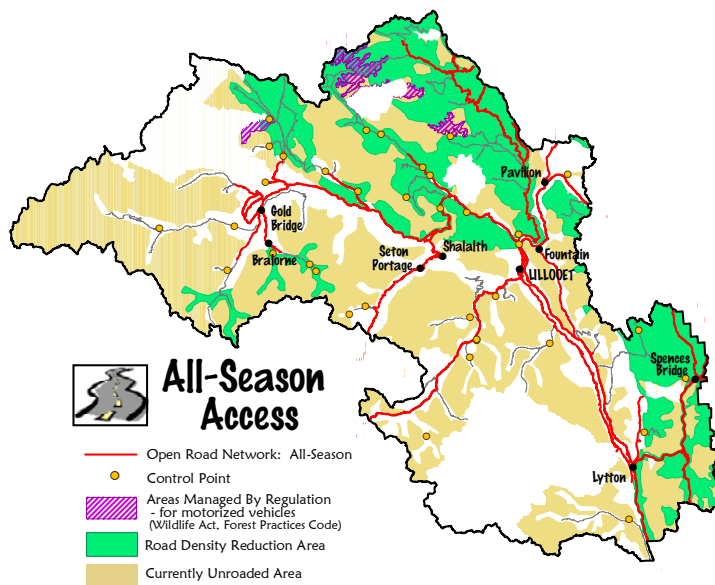 Pavilion
Gold
Bridge
Bralorne
Seton
Portage
Shalalth
Fountain
LILLOOET
Spences
Bridge
Lytton
All-Season
Access
Open Road Network: All-Season
Control Point
Areas Managed By Regulation
- for motorized vehicles
(Wildlife Act, Forest Practices Code)
Road Density Reduction Area
Currently Unroaded Area